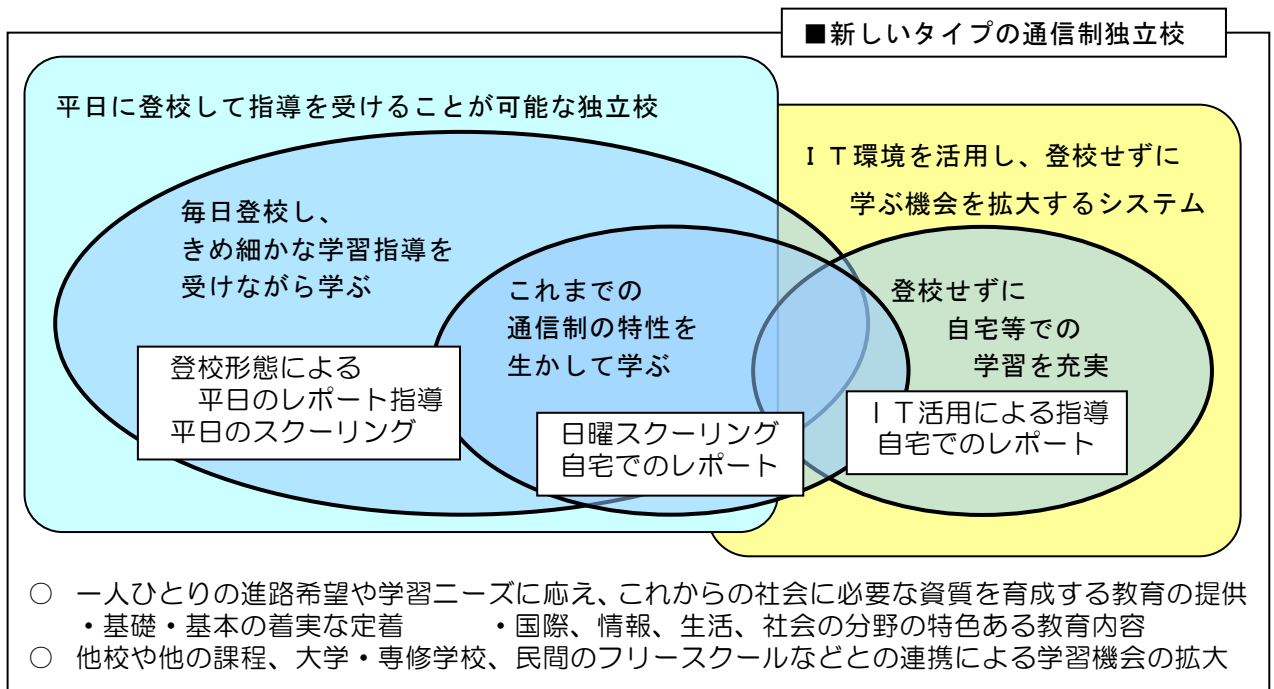 ■新しいタイプの通信制独立校
平日に登校して指導を受けることが可能な独立校
ＩＴ環境を活用し、登校せずに
学ぶ機会を拡大するシステム
毎日登校し、
きめ細かな学習指導を
受けながら学ぶ
これまでの
通信制の特性を
生かして学ぶ
登校せずに
自宅等での
学習を充実
登校形態による
平日のレポート指導
平日のスクーリング
日曜スクーリング
自宅でのレポート
ＩＴ活用による指導
自宅でのレポート
○　一人ひとりの進路希望や学習ニーズに応え、これからの社会に必要な資質を育成する教育の提供
・基礎・基本の着実な定着　　　・国際、情報、生活、社会の分野の特色ある教育内容
○　他校や他の課程、大学・専修学校、民間のフリースクールなどとの連携による学習機会の拡大